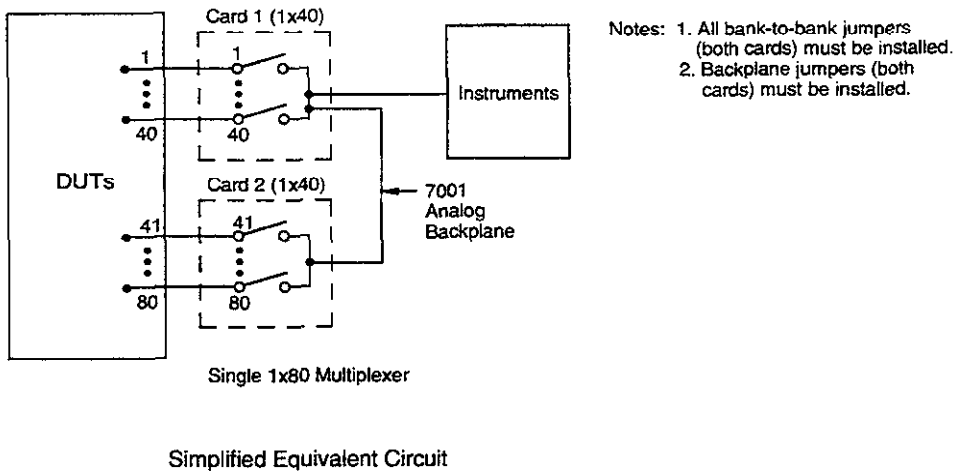 Card 1 (1x40)
Notes: 1. All bank-to-bank jumpers
(both cards) must be installed.
2. Backplane jumpers (both
cards) must be installed.
1
1
Instruments
40
40
DUTs
Card 2 (1x40)
7001
Analog
Backplane
41
41
80
80
Single 1x80 Multiplexer
Simplified Equivalent Circuit